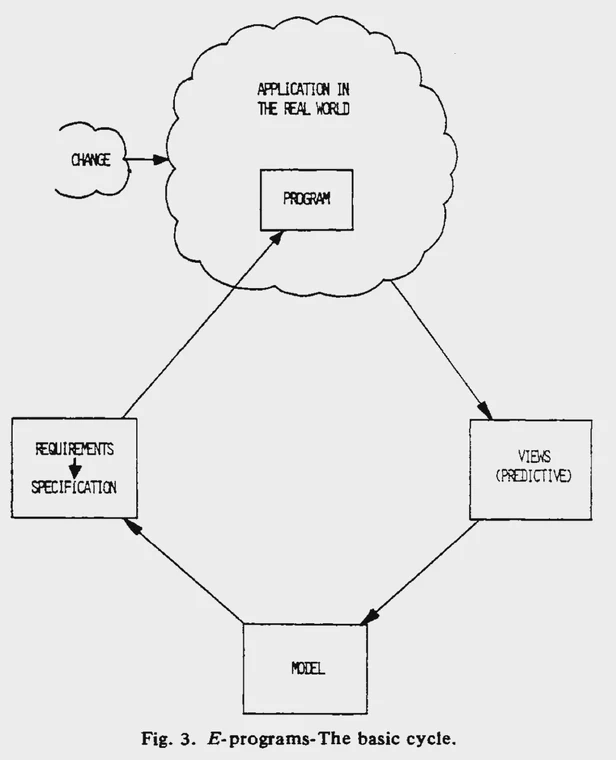 APPLICATION IN
THE REAL WORLD
CHANGE
PROGRAM
REQUIREMENTS
SPECIFICATION
VIEWS
(PREDICTIVE)
MODEL
Fig. 3. E-programs-The basic cycle.